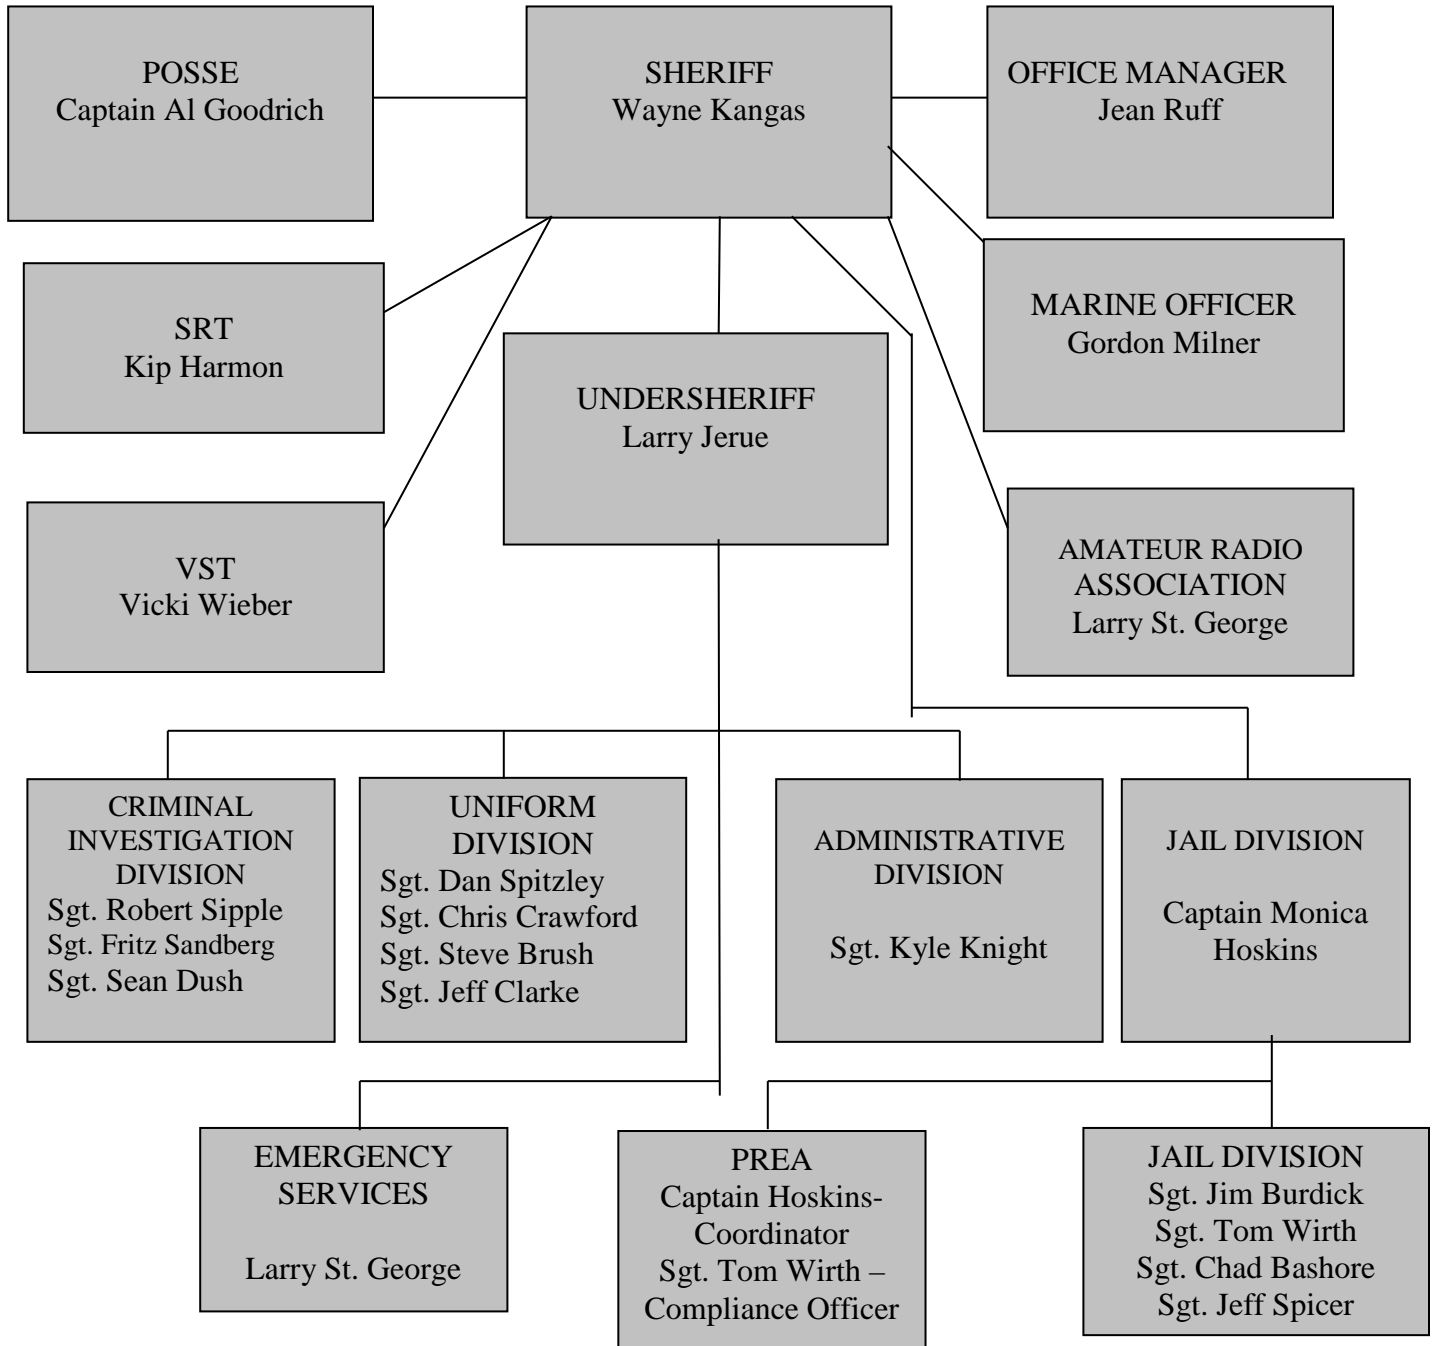 POSSE
Captain Al Goodrich
SHERIFF
Wayne Kangas
OFFICE MANAGER
Jean Ruff
SRT
Kip Harmon
MARINE OFFICER
Gordon Milner
UNDERSHERIFF
Larry Jerue
VST
Vicki Wieber
AMATEUR RADIO
ASSOCIATION
Larry St. George
CRIMINAL
INVESTIGATION
DIVISION
Sgt. Robert Sipple
Sgt. Fritz Sandberg
Sgt. Sean Dush
UNIFORM
DIVISION
Sgt. Dan Spitzley
Sgt. Chris Crawford
Sgt. Steve Brush
Sgt. Jeff Clarke
ADMINISTRATIVE
DIVISION
Sgt. Kyle Knight
JAIL DIVISION
Captain Monica
Hoskins
EMERGENCY
SERVICES
Larry St. George
PREA
Captain Hoskins-
Coordinator
Sgt. Tom Wirth –
Compliance Officer
JAIL DIVISION
Sgt. Jim Burdick
Sgt. Tom Wirth
Sgt. Chad Bashore
Sgt. Jeff Spicer